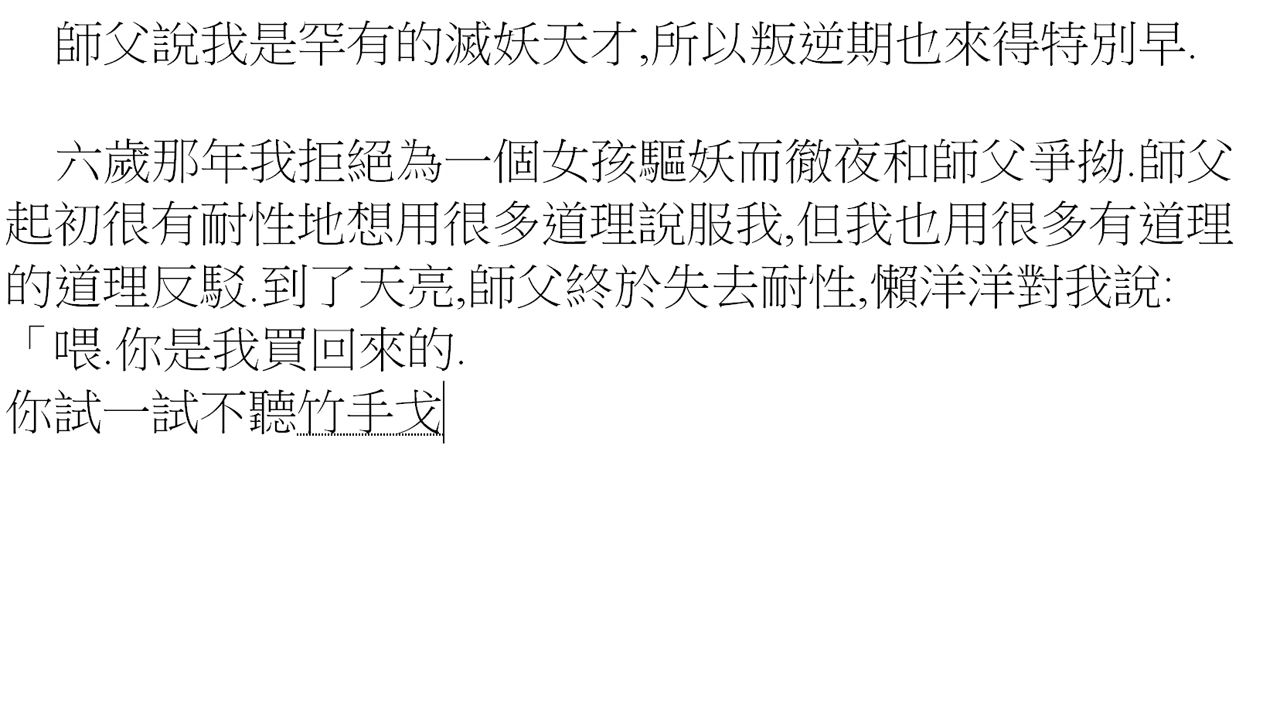 師父說我是罕有的滅妖天才,所以叛逆期也來得特別早.
六歲那年我拒絕為一個女孩驅妖而徹夜和師父爭拗.師父
起初很有耐性地想用很多道理說服我,但我也用很多有道理
的道理反駁.到了天亮,師父終於失去耐性,懶洋洋對我說:
「喂.你是我買回來的.
你試一試不聽竹手戈